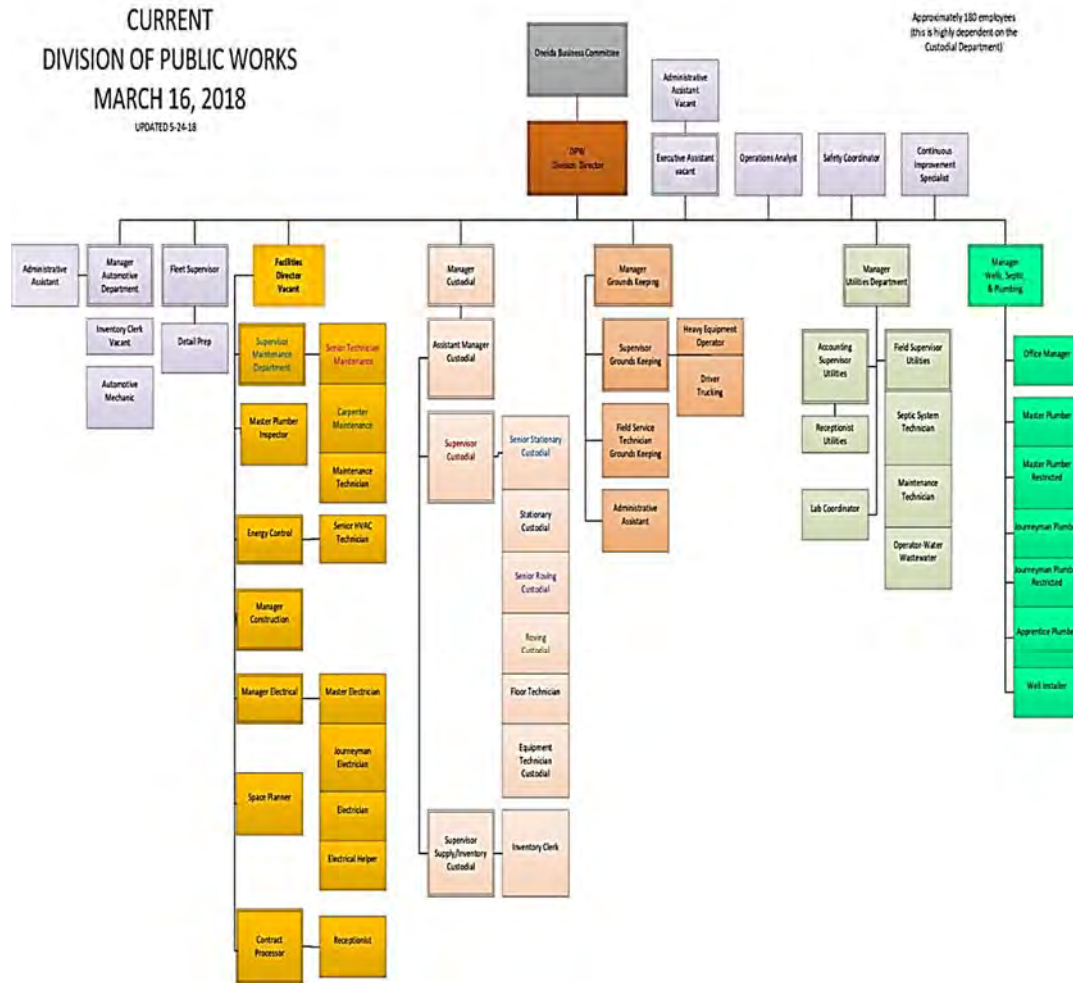 CURRENT
DIVISION OF PUBLIC WORKS
MARCH 16, 2018
UPDATED 5-24-18
Approximately 180 employees
(this is highly dependent on the
Custodial Department)
Oneida Business Committee
Administrative
Assistant
Vacant
DPW
Division Director
Executive Assistant
vacant
Operations Analyst
Safety Coordinator
Continuous
Improvement
Specialist
Administrative
Assistant
Manager
Automotive
Department
Fleet Supervisor
Facilities
Director
Vacant
Manager
Custodial
Manager
Grounds Keeping
Manager
Utilities Department
Manager
Wells, Septic,
& Plumbing
Inventory Clerk
Vacant
Automotive
Mechanic
Detail Prep
Supervisor
Maintenance
Department
Senior Technician
Maintenance
Master Plumber
Inspector
Carpenter
Maintenance
Maintenance
Technician
Energy Control
Senior HVAC
Technician
Manager
Construction
Manager Electrical
Master Electrician
Journeyman
Electrician
Space Planner
Electrician
Electrical Helper
Contract
Processor
Receptionist
Assistant Manager
Custodial
Supervisor
Custodial
Senior Stationary
Custodial
Stationary
Custodial
Senior Roving
Custodial
Roving
Custodial
Floor Technician
Equipment
Technician
Custodial
Supervisor
Supply/Inventory
Custodial
Inventory Clerk
Supervisor
Grounds Keeping
Heavy Equipment
Operator
Driver
Trucking
Field Service
Technician
Grounds Keeping
Administrative
Assistant
Accounting
Supervisor
Utilities
Field Supervisor
Utilities
Receptionist
Utilities
Septic System
Technician
Lab Coordinator
Maintenance
Technician
Operator-Water
Wastewater
Office Manager
Master Plumber
Master Plumber
Restricted
Journeyman Plumb
Journeyman Plumb
Restricted
Apprentice Plumb
Well Installer